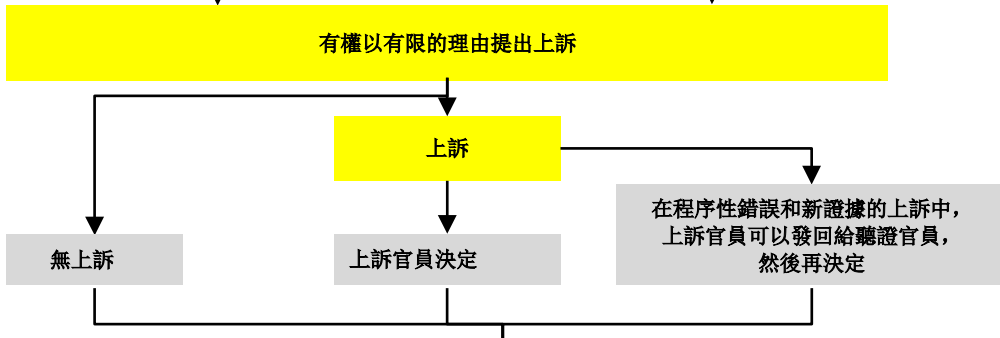 有權以有限的理由提出上訴
上訴
在程序性錯誤和新證據的上訴中，
上訴官員可以發回給聽證官員，
然後再決定
無上訴
上訴官員決定